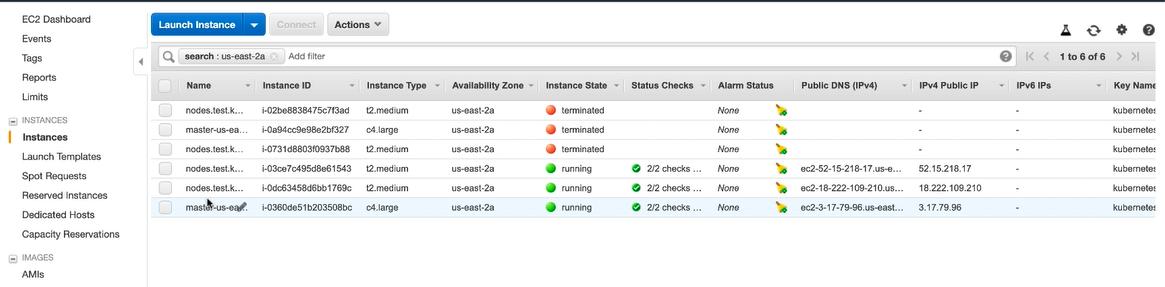 EC2 Dashboard
Events
Tags
Reports
Limits
INSTANCES
Instances
Launch Templates
Spot Requests
Reserved Instances
Dedicated Hosts
Capacity Reservations
IMAGES
AMIs
Launch Instance Connect Actions
search : us-east-2a Add filter 1 to 6 of 6
Name Instance ID Instance Type Availability Zone Instance State Status Checks Alarm Status Public DNS (IPv4) IPv4 Public IP IPv6 IPs Key Name
nodes.test.k... i-02be8838475c7f3ad t2.medium us-east-2a terminated None - - kubernetes
master-us-ea... i-0a94cc9e98e2bf327 c4.large us-east-2a terminated None - - kubernetes
nodes.test.k... i-0731d8803f0937b88 t2.medium us-east-2a terminated None - - kubernetes
nodes.test.k... i-03ce7c495d8e61543 t2.medium us-east-2a running 2/2 checks ... None ec2-52-15-218-17.us-e... 52.15.218.17 - kubernetes
nodes.test.k... i-0dc63458d6bb1769c t2.medium us-east-2a running 2/2 checks ... None ec2-18-222-109-210.us... 18.222.109.210 - kubernetes
master-us-ea... i-0360de51b203508bc c4.large us-east-2a running 2/2 checks ... None ec2-3-17-79-96.us-east... 3.17.79.96 - kubernetes